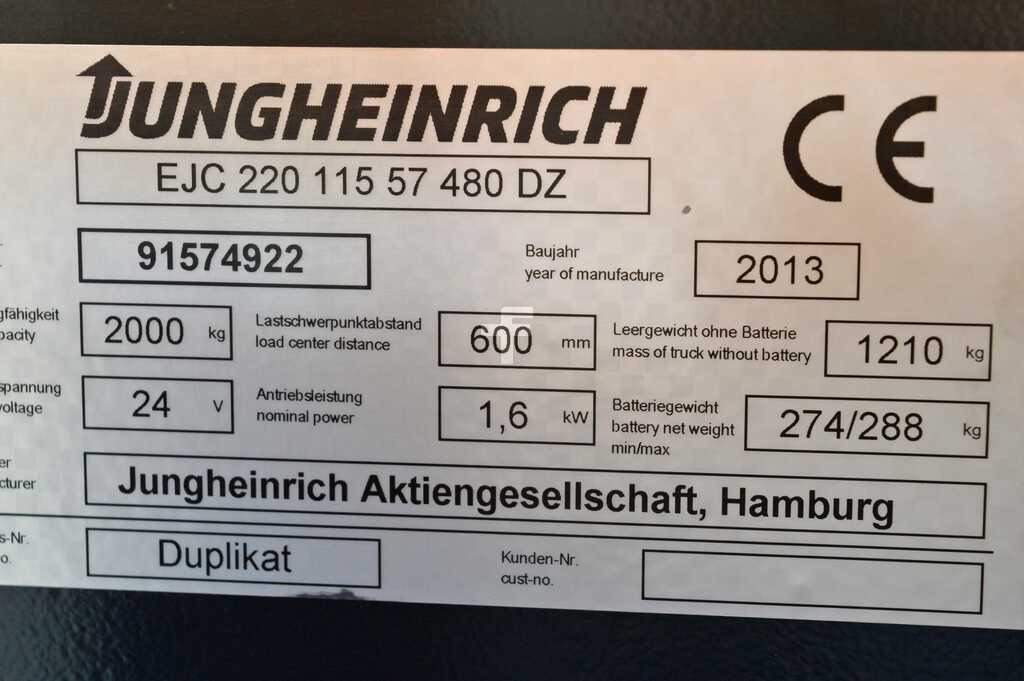 JUNGHEINRICH
CE
EJC 220 115 57 480 DZ
91574922
Baujahr
year of manufacture
2013
gfähigkeit
pacity
2000 kg
Lastschwerpunktabstand
load center distance
600 mm
Leergewicht ohne Batterie
mass of truck without battery
1210 kg
spannung
voltage
24 V
Antriebsleistung
nominal power
1,6 kW
Batteriegewicht
battery net weight
min/max
274/288 kg
er
cturer
Jungheinrich Aktiengesellschaft, Hamburg
s-Nr.
o.
Duplikat
Kunden-Nr.
cust-no.